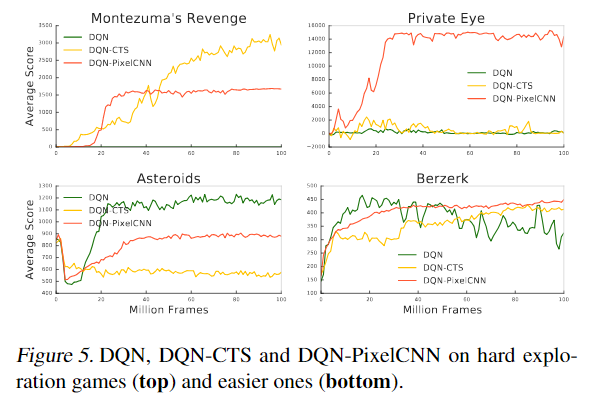 Montezuma's Revenge
Average Score
3500
3000
2500
2000
1500
1000
500
0
DQN
DQN-CTS
DQN-PixelCNN
0 20 40 60 80 100
Private Eye
16000
14000
12000
10000
8000
6000
4000
2000
0
−2000
DQN
DQN-CTS
DQN-PixelCNN
0 20 40 60 80 100
Asteroids
Average Score
1300
1200
1100
1000
900
800
700
600
500
400
DQN
DQN-CTS
DQN-PixelCNN
0 20 40 60 80 100
Million Frames
Berzerk
500
450
400
350
300
250
200
150
100
DQN
DQN-CTS
DQN-PixelCNN
0 20 40 60 80 100
Million Frames
Figure 5. DQN, DQN-CTS and DQN-PixelCNN on hard explo-
ration games (top) and easier ones (bottom).